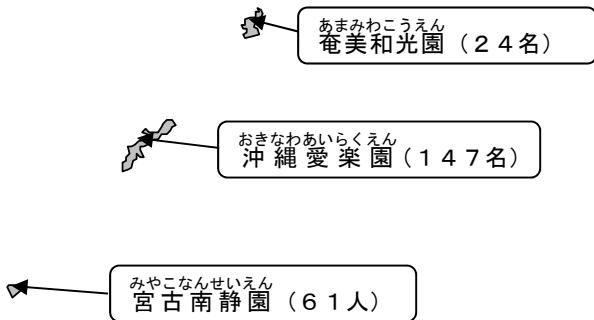 あまみわこうえん
奄美和光園（２４名）
おきなわあいらくえん
沖縄愛楽園（１４７名）
みやこなんせいえん
宮古南静園（６１人）